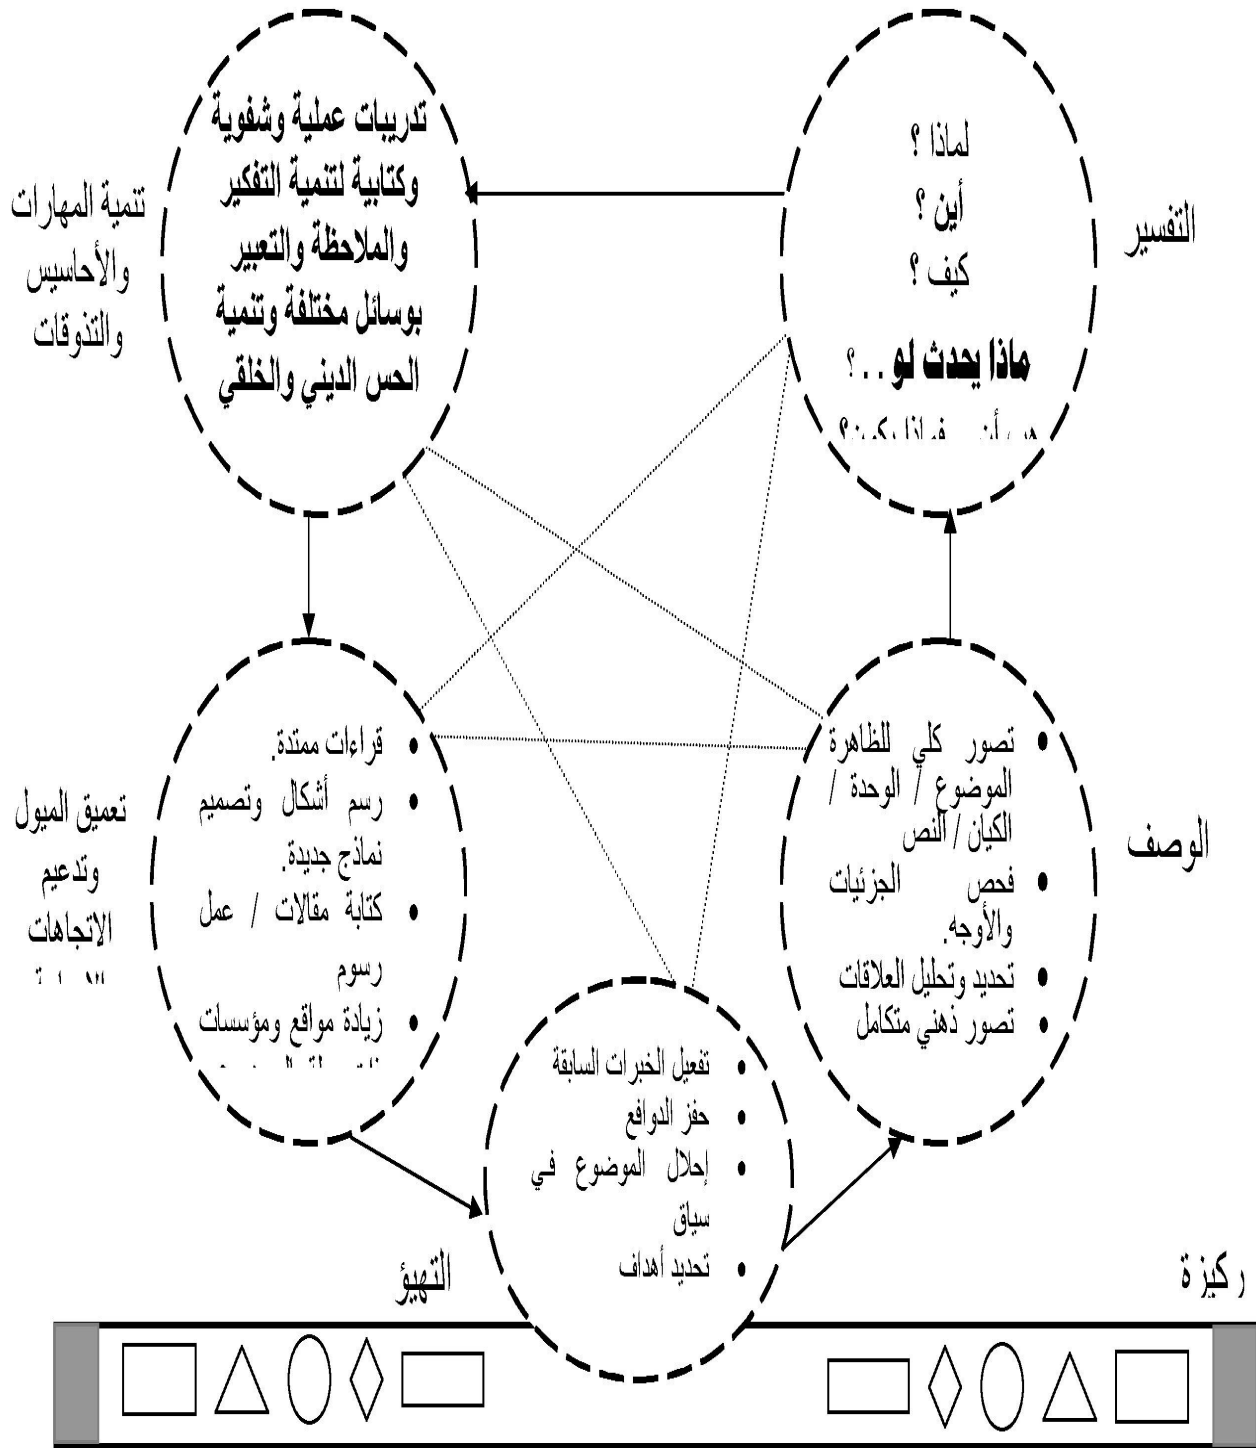 لماذا ؟
أين ؟
كيف ؟
ماذا يحدث لو . . . ؟
التفسير
تدريبات عملية وشفوية
وكتابية لتنمية التفكير
والملاحظة والتعبير
بوسائل مختلفة وتنمية
الحس الديني والخلقي
تنمية المهارات
والأحاسيس
والتذوقات
• تصور كلي للظاهرة
الموضوع / الوحدة /
الكيان / النص
• فحص الجزئيات
والأوجه.
• تحديد وتحليل العلاقات
• تصور ذهني متكامل
الوصف
• قراءات ممتدة.
• رسم أشكال وتصميم
نماذج جديدة.
• كتابة مقالات / عمل
رسوم
• زيادة مواقع ومؤسسات
تعميق الميول
وتدعيم
الاتجاهات
• تفعيل الخبرات السابقة
• حفز الدوافع
• إحلال الموضوع في
سياق
• تحديد أهداف
ركيزة
التهيؤ